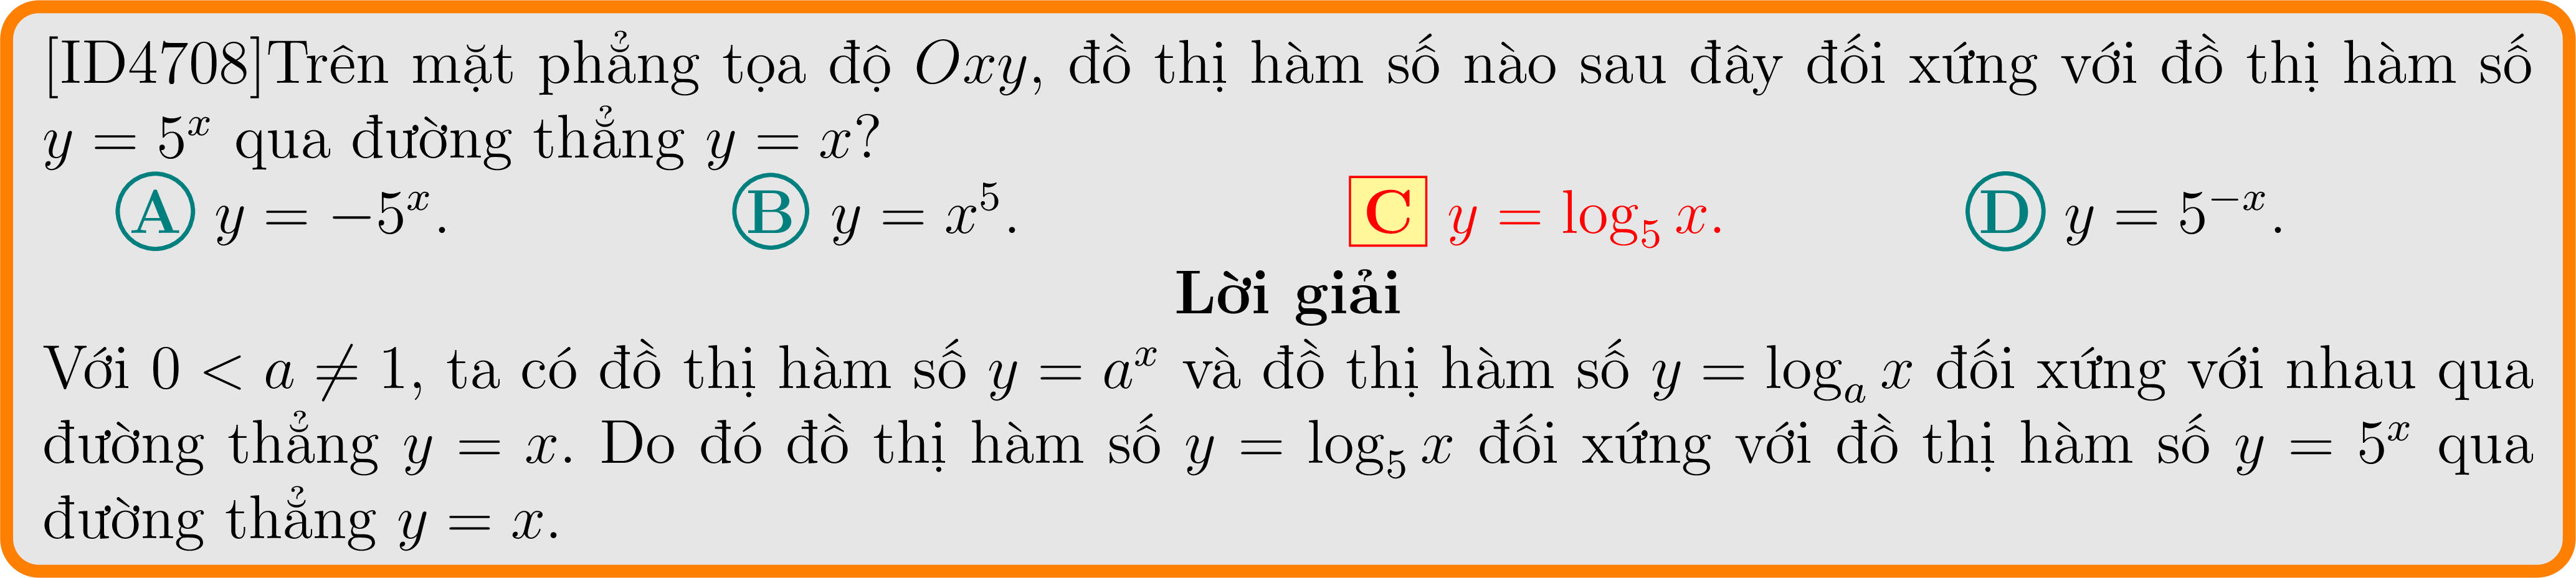 [ID4708]Trên mặt phẳng tọa độ Oxy, đồ thị hàm số nào sau đây đối xứng với đồ thị hàm số
y = 5^x qua đường thẳng y = x?
A y = −5^x. B y = x^5. C y = log_5 x. D y = 5^{−x}.
Lời giải
Với 0 < a ≠ 1, ta có đồ thị hàm số y = a^x và đồ thị hàm số y = log_a x đối xứng với nhau qua
đường thẳng y = x. Do đó đồ thị hàm số y = log_5 x đối xứng với đồ thị hàm số y = 5^x qua
đường thẳng y = x.